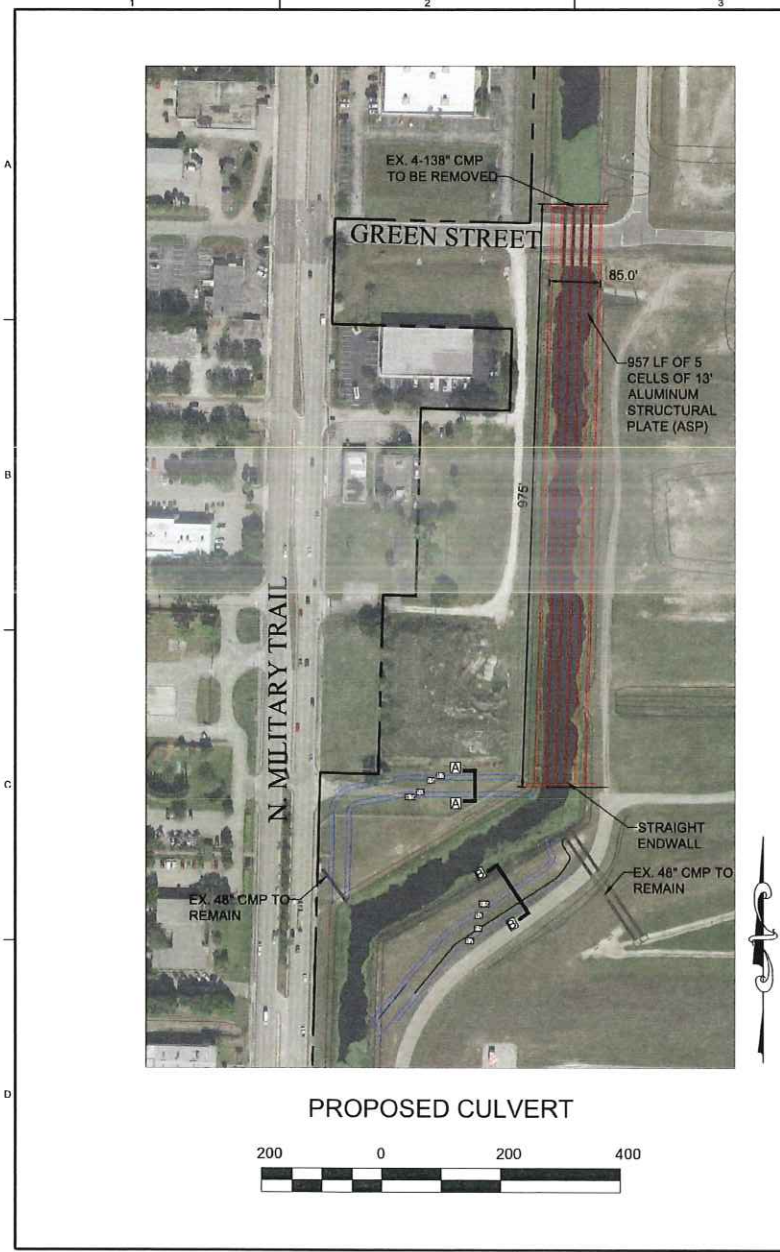 1
2
3
A
EX. 4-138" CMP
TO BE REMOVED
GREEN STREET
85.0'
957 LF OF 5
CELLS OF 13'
ALUMINUM
STRUCTURAL
PLATE (ASP)
B
975'
N. MILITARY TRAIL
C
A
A
STRAIGHT
ENDWALL
EX. 48" CMP TO
REMAIN
EX. 48" CMP TO
REMAIN
B
B
D
PROPOSED CULVERT
200
0
200
400